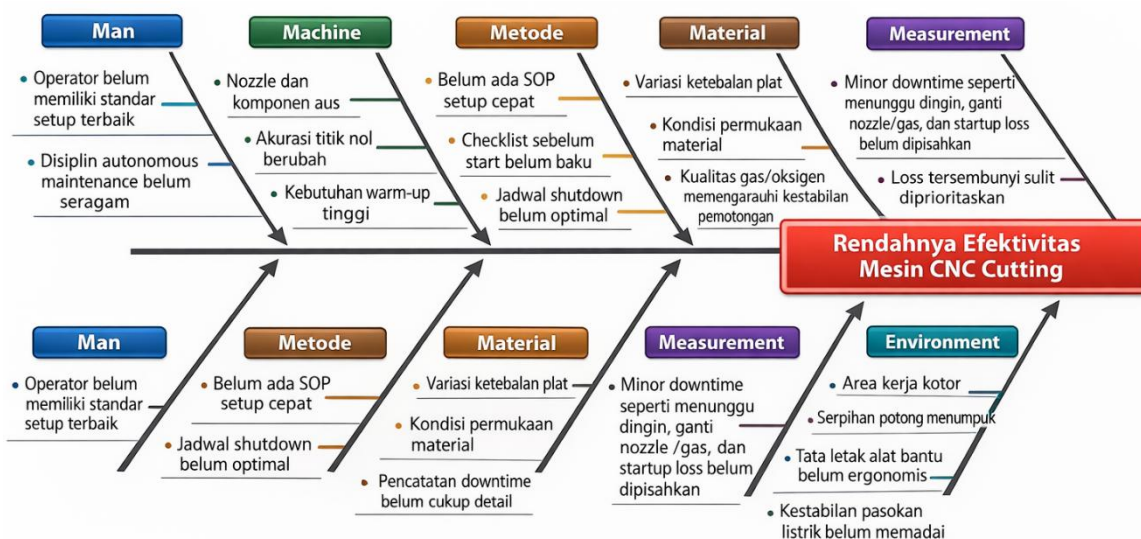 Man
• Operator belum
memiliki standar
setup terbaik
• Disiplin autonomous
maintenance belum
seragam
Machine
• Nozzle dan
komponen aus
• Akurasi titik nol
berubah
• Kebutuhan warm-up
tinggi
Metode
• Belum ada SOP
setup cepat
• Checklist sebelum
start belum baku
• Jadwal shutdown
belum optimal
Material
• Variasi ketebalan plat
• Kondisi permukaan
material
• Kualitas gas/oksigen
memengaruhi kestabilan
pemotongan
Measurement
• Minor downtime seperti
menunggu dingin, ganti
nozzle/gas, dan startup loss
belum dipisahkan
• Loss tersembunyi sulit
diprioritaskan
Rendahnya Efektivitas
Mesin CNC Cutting
Man
• Operator belum
memiliki standar
setup terbaik
Metode
• Belum ada SOP
setup cepat
• Jadwal shutdown
belum optimal
Material
• Variasi ketebalan plat
• Kondisi permukaan
material
• Pencatatan downtime
belum cukup detail
Measurement
• Minor downtime
seperti menunggu
dingin, ganti
nozzle /gas, dan
startup loss belum
dipisahkan
Environment
• Area kerja kotor
• Serpihan potong menumpuk
• Tata letak alat bantu
belum ergonomis
• Kestabilan pasokan
listrik belum memadai